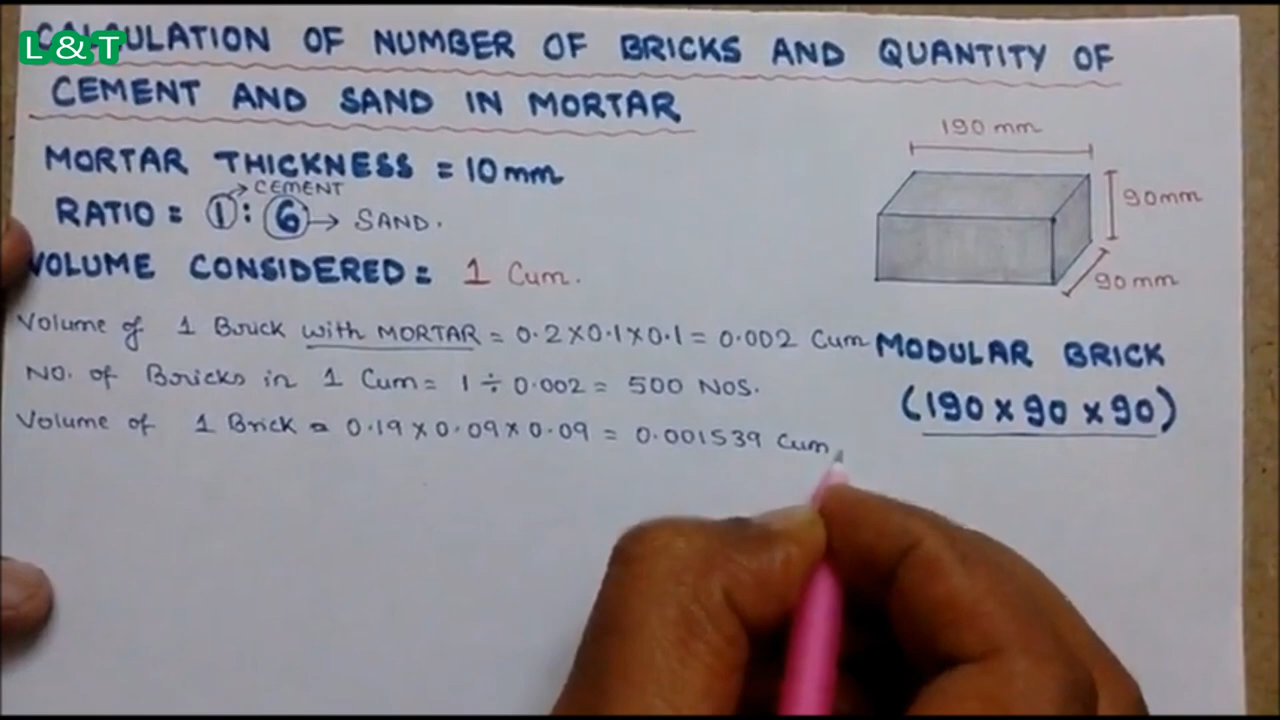 L&T
CALCULATION OF NUMBER OF BRICKS AND QUANTITY OF
CEMENT AND SAND IN MORTAR
MORTAR THICKNESS = 10mm
RATIO = 1 : 6 → SAND.
→ CEMENT
VOLUME CONSIDERED = 1 Cum.
Volume of 1 Brick with MORTAR = 0.2×0.1×0.1 = 0.002 Cum
NO. of Bricks in 1 Cum = 1 ÷ 0.002 = 500 NOS.
Volume of 1 Brick = 0.19×0.09×0.09 = 0.001539 Cum
190 mm
90mm
90mm
MODULAR BRICK
(190 × 90 × 90)